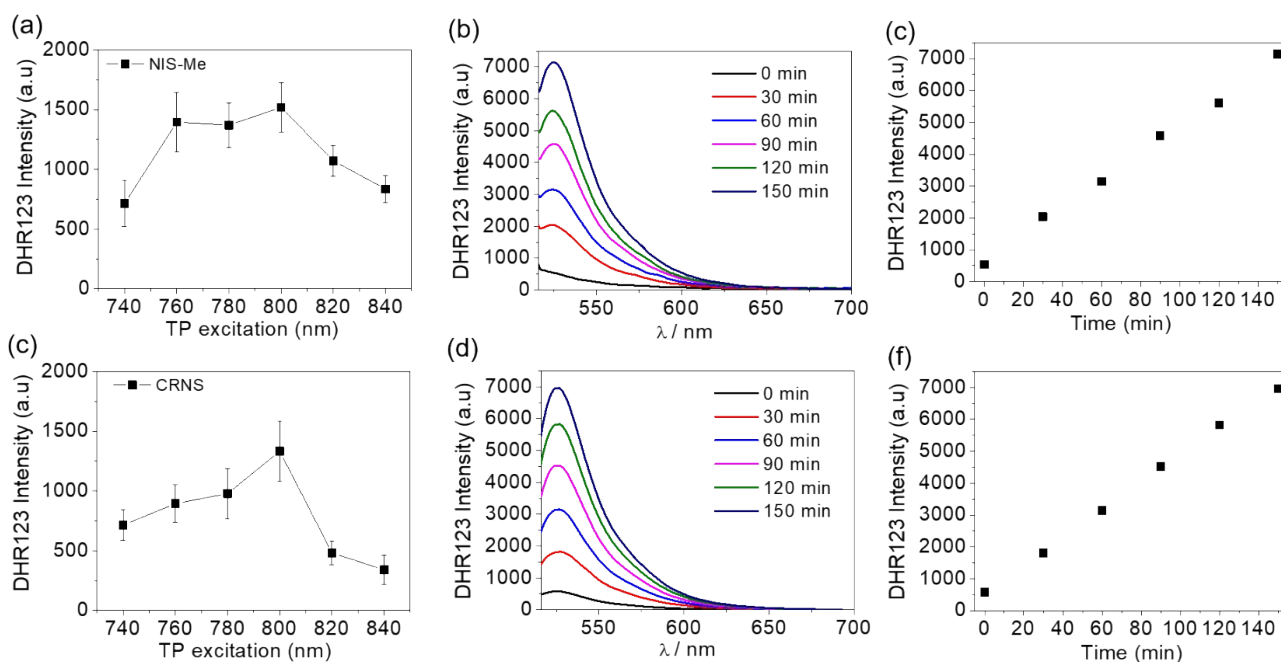 (a)
2000
1500
1000
500
0
DHR123 Intensity (a.u)
NIS-Me
740 760 780 800 820 840
TP excitation (nm)
(b)
7000
6000
5000
4000
3000
2000
1000
0
DHR123 Intensity (a.u)
0 min
30 min
60 min
90 min
120 min
150 min
550 600 650 700
λ / nm
(c)
7000
6000
5000
4000
3000
2000
1000
0
DHR123 Intensity (a.u)
0 20 40 60 80 100 120 140
Time (min)
(c)
2000
1500
1000
500
0
DHR123 Intensity (a.u)
CRNS
740 760 780 800 820 840
TP excitation (nm)
(d)
7000
6000
5000
4000
3000
2000
1000
0
DHR123 Intensity (a.u)
0 min
30 min
60 min
90 min
120 min
150 min
550 600 650 700
λ / nm
(f)
7000
6000
5000
4000
3000
2000
1000
0
DHR123 Intensity (a.u)
0 20 40 60 80 100 120 140
Time (min)